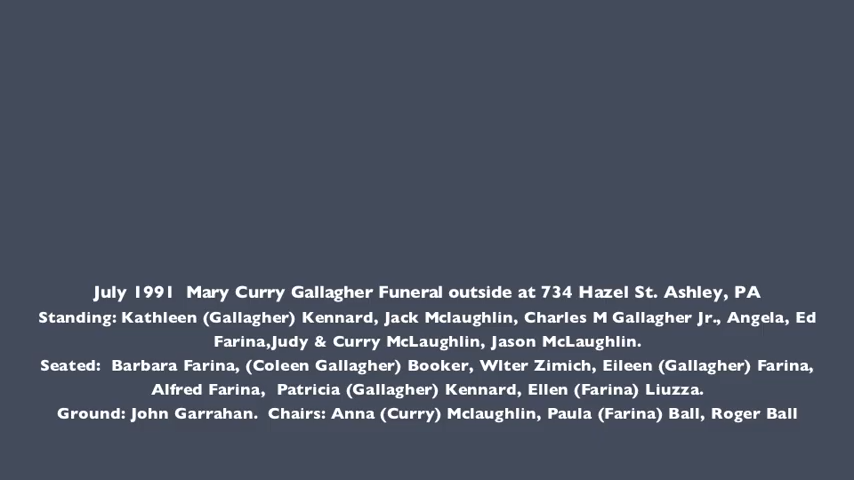 July 1991  Mary Curry Gallagher Funeral outside at 734 Hazel St. Ashley, PA
Standing: Kathleen (Gallagher) Kennard, Jack Mclaughlin, Charles M Gallagher Jr., Angela, Ed
Farina,Judy & Curry McLaughlin, Jason McLaughlin.
Seated:  Barbara Farina, (Coleen Gallagher) Booker, Wlter Zimich, Eileen (Gallagher) Farina,
Alfred Farina,  Patricia (Gallagher) Kennard, Ellen (Farina) Liuzza.
Ground: John Garrahan.  Chairs: Anna (Curry) Mclaughlin, Paula (Farina) Ball, Roger Ball